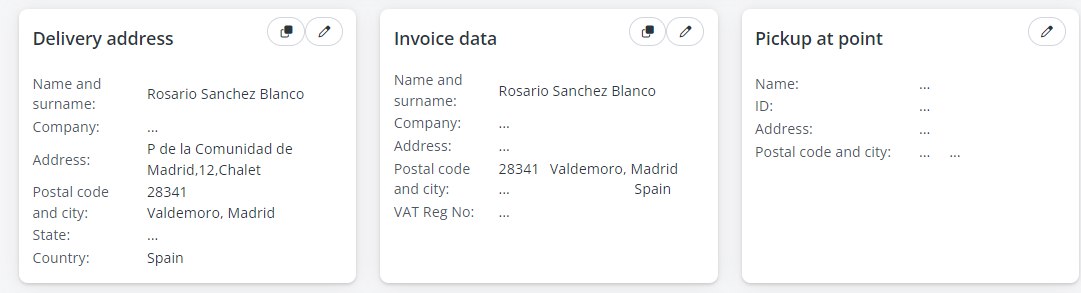 Delivery address
Name and
surname:
Rosario Sanchez Blanco
Company:
...
Address:
P de la Comunidad de
Madrid,12,Chalet
Postal code
and city:
28341
Valdemoro, Madrid
State:
...
Country:
Spain
Invoice data
Name and
surname:
Rosario Sanchez Blanco
Company:
...
Address:
...
Postal code
and city:
28341 Valdemoro, Madrid
... Spain
VAT Reg No:
...
Pickup at point
Name:
...
ID:
...
Address:
...
Postal code and city:
... ...